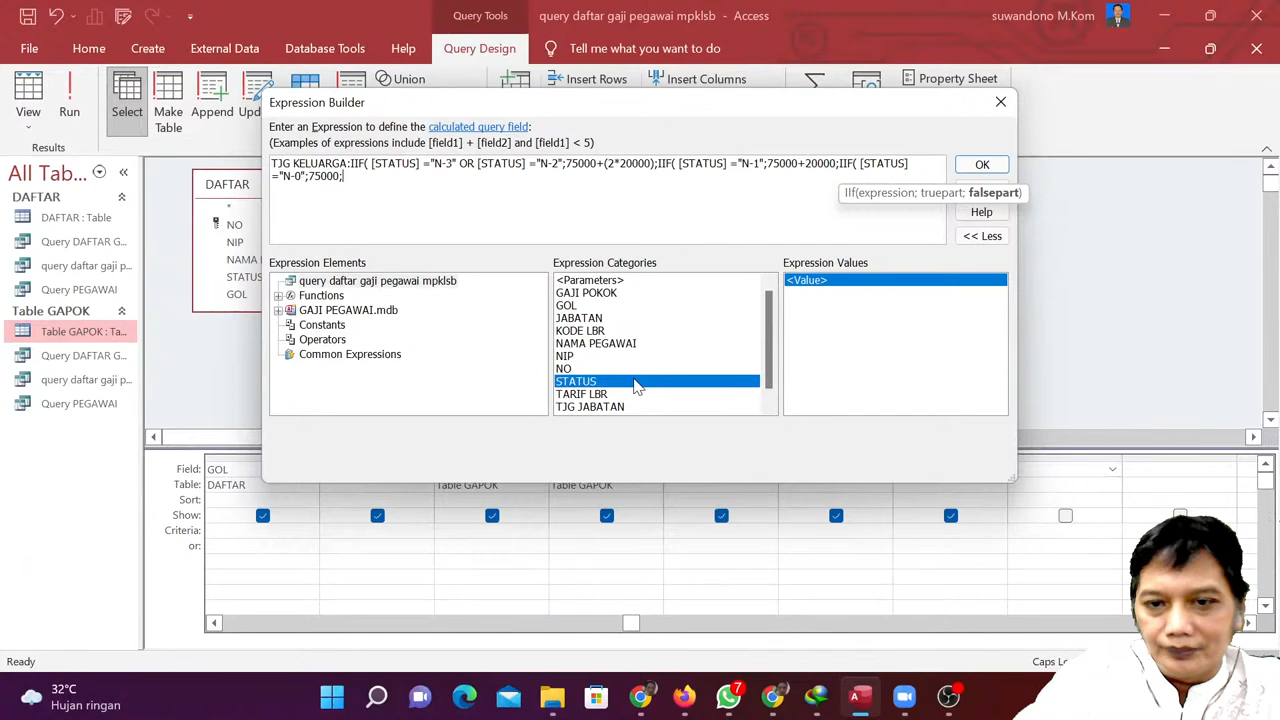 Query Tools
query daftar gaji pegawai mpklsb - Access
suwandono M.Kom
File
Home
Create
External Data
Database Tools
Help
Query Design
Tell me what you want to do
View
Run
Select
Make
Table
Append
Union
Insert Rows
Insert Columns
Property Sheet
Results
Expression Builder
Enter an Expression to define the calculated query field:
(Examples of expressions include [field1] + [field2] and [field1] < 5)
TJG KELUARGA:IIF( [STATUS] ="N-3" OR [STATUS] ="N-2";75000+(2*20000);IIF( [STATUS] ="N-1";75000+20000;IIF( [STATUS]
="N-0";75000;
IIf(expression; truepart; falsepart)
OK
Help
<< Less
All Tab...
DAFTAR
DAFTAR : Table
Query DAFTAR G...
query daftar gaji p...
Query PEGAWAI
Table GAPOK
Table GAPOK : Ta...
Query DAFTAR G...
query daftar gaji p...
Query PEGAWAI
DAFTAR
*
NO
NIP
GOL
Expression Elements
query daftar gaji pegawai mpklsb
Functions
GAJI PEGAWAI.mdb
Constants
Operators
Common Expressions
Expression Categories
<Parameters>
GAJI POKOK
GOL
JABATAN
KODE LBR
NAMA PEGAWAI
NIP
NO
STATUS
TARIF LBR
TJG JABATAN
Expression Values
<Value>
Field:
GOL
Table:
DAFTAR
Table GAPOK
Table GAPOK
Sort:
Show:
Criteria:
or:
Ready
32°C
Hujan ringan
7